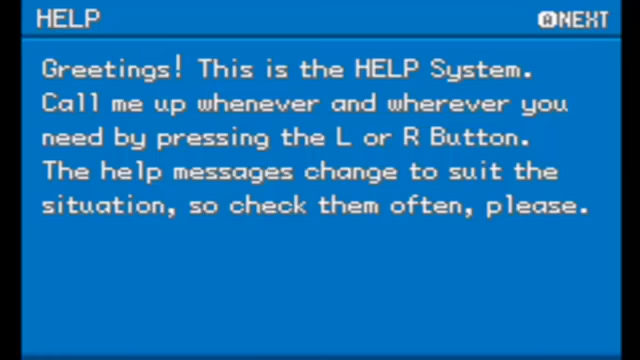 HELP
ⒶNEXT
Greetings! This is the HELP System.
Call me up whenever and wherever you
need by pressing the L or R Button.
The help messages change to suit the
situation, so check them often, please.